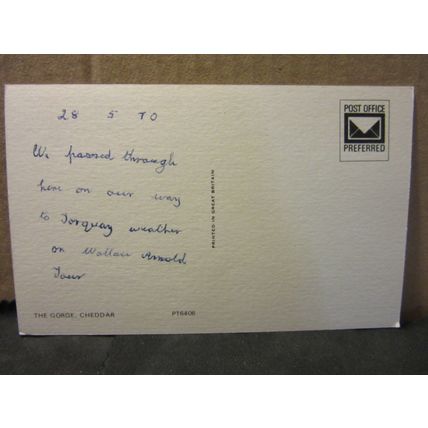 28 5 70
We passed through
here on our way
to Torquay weather
on Wallace Arnold
Tour
POST OFFICE
PREFERRED
PRINTED IN GREAT BRITAIN
THE GORGE, CHEDDAR PT6406